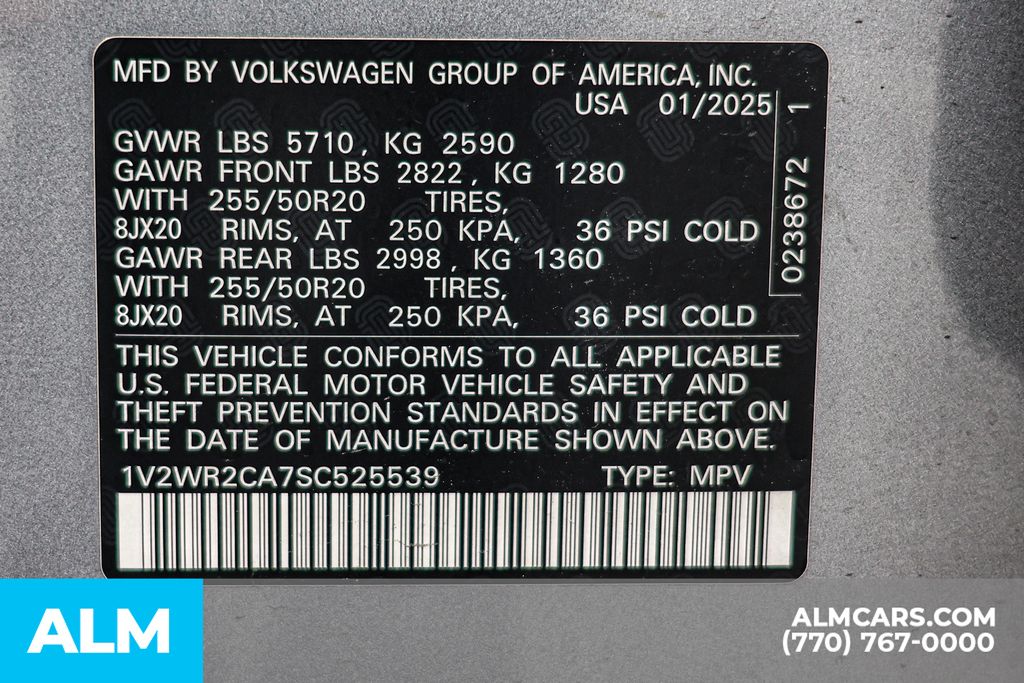 MFD BY VOLKSWAGEN GROUP OF AMERICA, INC.
USA 01/2025
GVWR LBS 5710, KG 2590
GAWR FRONT LBS 2822, KG 1280
WITH 255/50R20 TIRES,
8JX20 RIMS, AT 250 KPA, 36 PSI COLD
GAWR REAR LBS 2998, KG 1360
WITH 255/50R20 TIRES,
8JX20 RIMS, AT 250 KPA, 36 PSI COLD
0238672 1
THIS VEHICLE CONFORMS TO ALL APPLICABLE
U.S. FEDERAL MOTOR VEHICLE SAFETY AND
THEFT PREVENTION STANDARDS IN EFFECT ON
THE DATE OF MANUFACTURE SHOWN ABOVE.
1V2WR2CA7SC525539 TYPE: MPV
ALM
ALMCARS.COM
(770) 767-0000